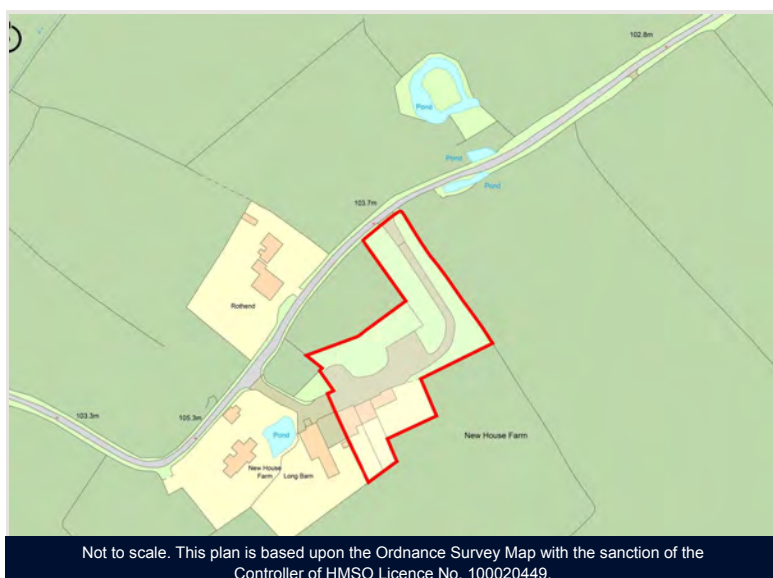 102.8m
Pond
Pond
Pond
103.7m
Rothend
103.3m
105.3m
Pond
New House Farm
New House
Farm
Long Barn
Not to scale. This plan is based upon the Ordnance Survey Map with the sanction of the
Controller of HMSO Licence No. 100020449.